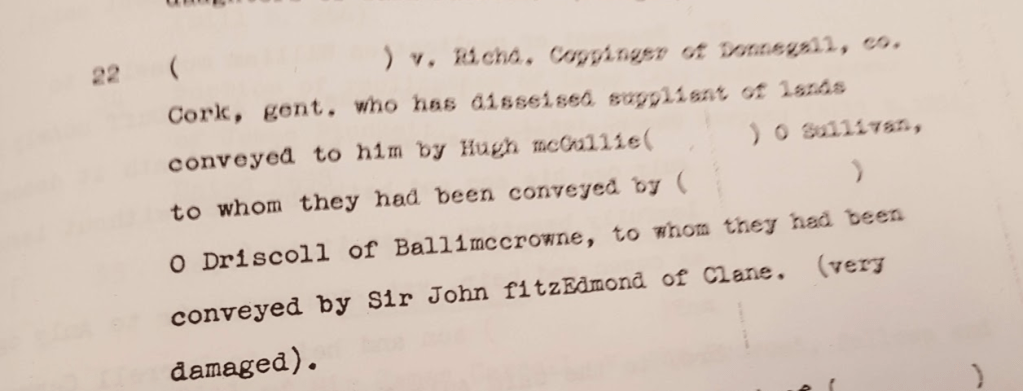 22 ( ) v. Richd. Coppinger of Donnegall, co.
Cork, gent. who has disseised suppliant of lands
conveyed to him by Hugh mcCullie( ) O Sullivan,
to whom they had been conveyed by ( )
O Driscoll of Ballimccrowne, to whom they had been
conveyed by Sir John fitzEdmond of Clane. (very
damaged).
( )